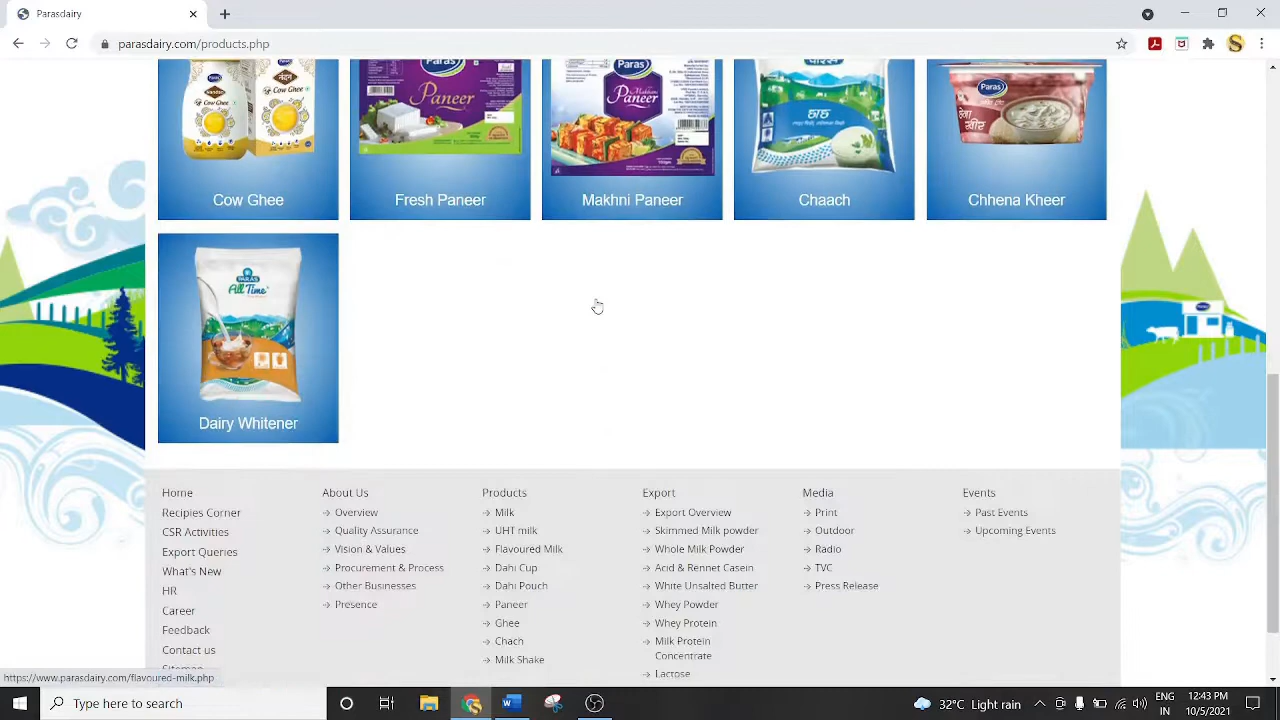 Parasdairy
parasdairy.com/products.php
Paras
Paras
पारस
Paras
Cow Ghee
Paneer
Makhani
Paneer
छाछ
Cow Ghee
Fresh Paneer
Makhni Paneer
Chaach
Chhena Kheer
PARAS
All Time
Dairy Whitener
Home
About Us
Products
Export
Media
Events
Recipies Corner
Overview
Milk
Export Overview
Print
Past Events
CSR Activities
Quality Assurance
UHT milk
Skimmed Milk powder
Outdoor
Upcoming Events
Export Queries
Vision & Values
Flavoured Milk
Whole Milk Powder
Radio
What's New
Procurement & Process
Dahi Cup
Acid & Rennet Casein
TVC
HR
Other Businesses
Dahi Pouch
White Unsalted Butter
Press Release
Career
Presence
Paneer
Whey Powder
Feedback
Ghee
Whey Protein
Contact us
Chach
Milk Protein
Concentrate
Sitemap
Milk Shake
Lactose
https://www.parasdairy.com/flavoured-milk.php
Type here to search
32°C Light rain
ENG
IN
12:43 PM
10/5/2021